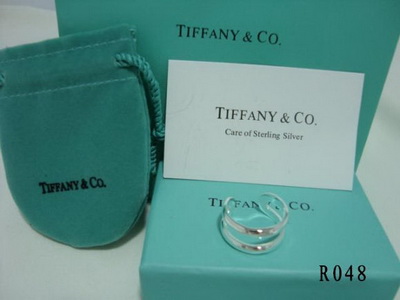 TIFFANY & CO.
TIFFANY & CO.
Care of Sterling Silver
TIFFANY & CO.
TIFFANY & CO.
R048